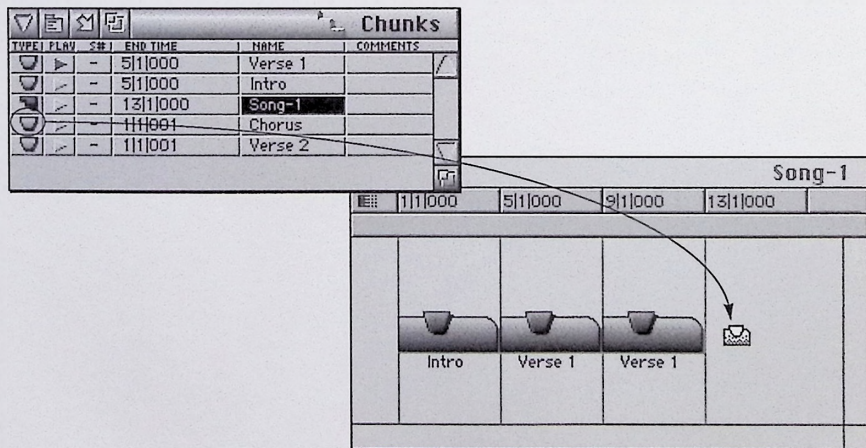 Chunks
TYPE PLAY S# END TIME NAME COMMENTS
- 5|1|000 Verse 1
- 5|1|000 Intro
- 13|1|000 Song-1
- 1|1|001 Chorus
- 1|1|001 Verse 2
Song-1
1|1|000 5|1|000 9|1|000 13|1|000
Intro Verse 1 Verse 1